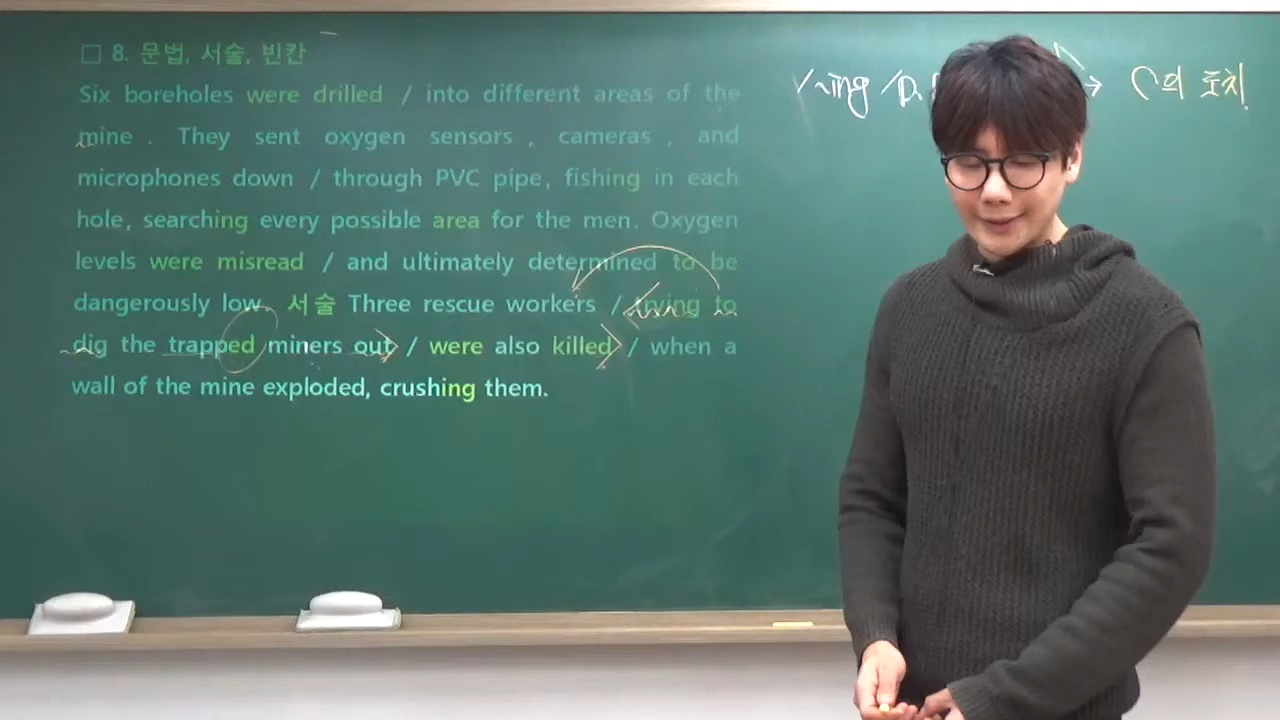 □ 8. 문법, 서술, 빈칸
Six boreholes were drilled / into different areas of the
mine . They sent oxygen sensors , cameras , and
microphones down / through PVC pipe, fishing in each
hole, searching every possible area for the men. Oxygen
levels were misread / and ultimately determined to be
dangerously low. 서술 Three rescue workers / trying to
dig the trapped miners out / were also killed / when a
wall of the mine exploded, crushing them.
/~ing /p.
→ C의 도치